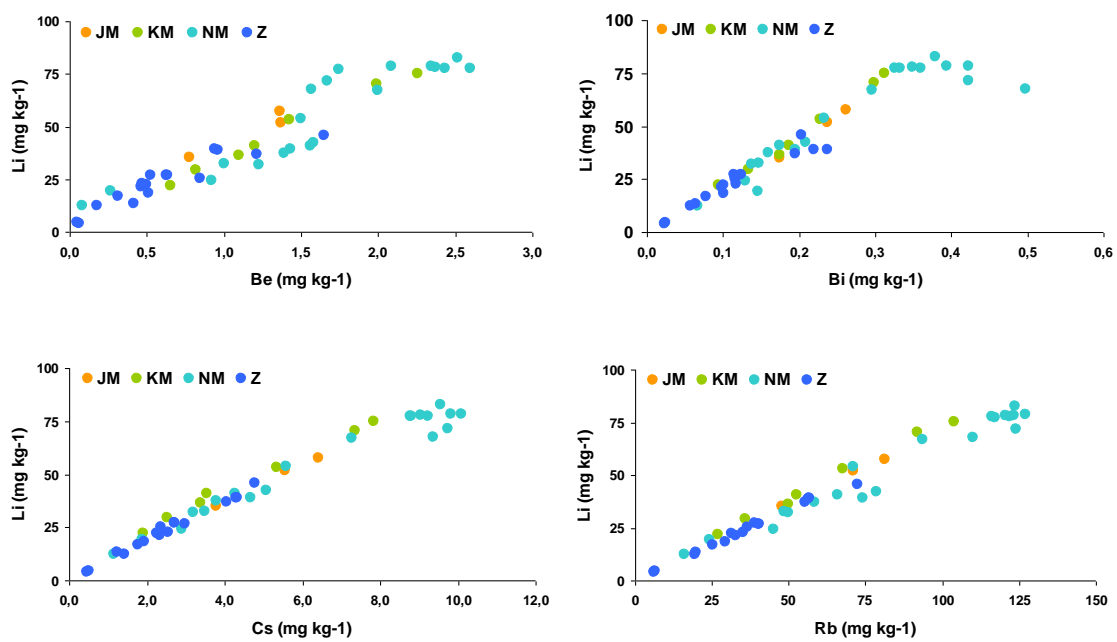 JM KM NM Z
100
75
50
25
0
Li (mg kg-1)
0,0 0,5 1,0 1,5 2,0 2,5 3,0
Be (mg kg-1)
JM KM NM Z
100
75
50
25
0
Li (mg kg-1)
0,0 0,1 0,2 0,3 0,4 0,5 0,6
Bi (mg kg-1)
JM KM NM Z
100
75
50
25
0
Li (mg kg-1)
0,0 2,0 4,0 6,0 8,0 10,0 12,0
Cs (mg kg-1)
JM KM NM Z
100
75
50
25
0
Li (mg kg-1)
0 25 50 75 100 125 150
Rb (mg kg-1)